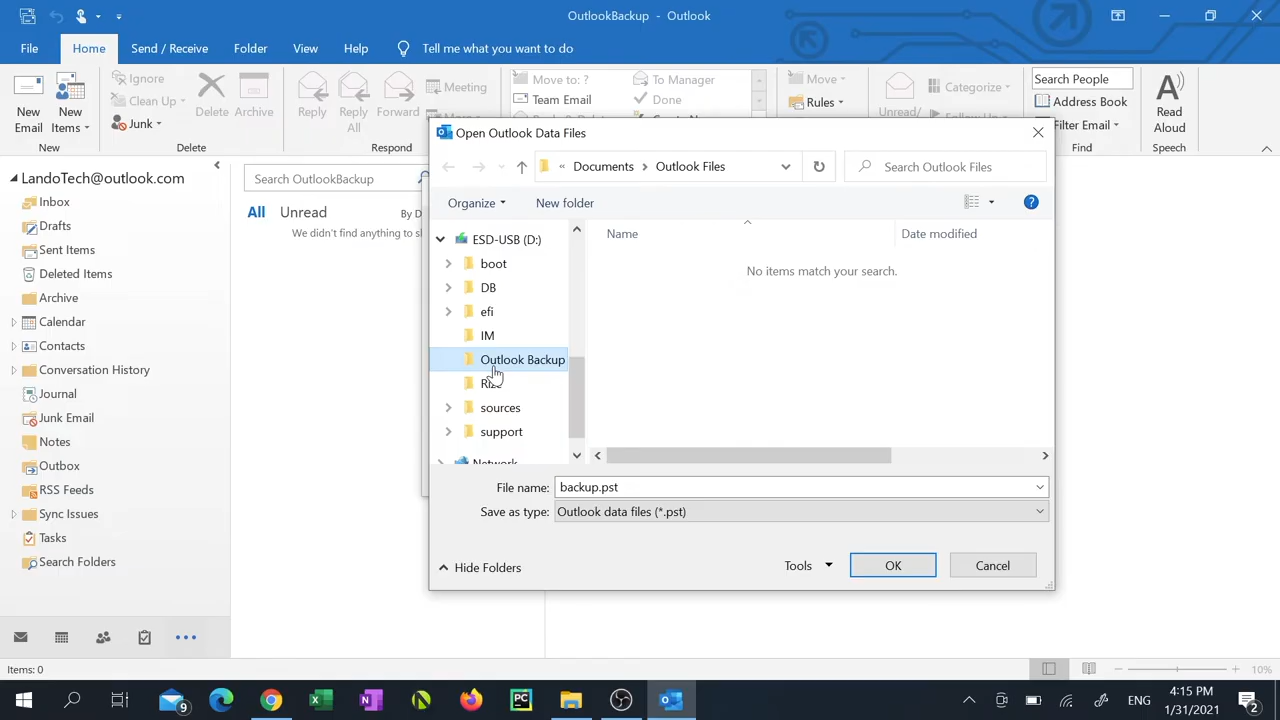 OutlookBackup - Outlook
File
Home
Send / Receive
Folder
View
Help
Tell me what you want to do
New Email
New Items
New
Ignore
Clean Up
Junk
Delete
Archive
Delete
Reply
Reply All
Forward
Meeting
Respond
Move to: ?
Team Email
To Manager
Done
Move
Rules
Unread/
Categorize
Search People
Address Book
Filter Email
Find
Read Aloud
Speech
LandoTech@outlook.com
Inbox
Drafts
Sent Items
Deleted Items
Archive
Calendar
Contacts
Conversation History
Journal
Junk Email
Notes
Outbox
RSS Feeds
Sync Issues
Tasks
Search Folders
Search OutlookBackup
All Unread By D
We didn't find anything to s
Open Outlook Data Files
« Documents › Outlook Files
Search Outlook Files
Organize
New folder
ESD-USB (D:)
boot
DB
efi
IM
Outlook Backup
sources
support
Network
Name
Date modified
No items match your search.
File name: backup.pst
Save as type: Outlook data files (*.pst)
Hide Folders
Tools
OK
Cancel
Items: 0
10%
9
ENG
4:15 PM
1/31/2021
2